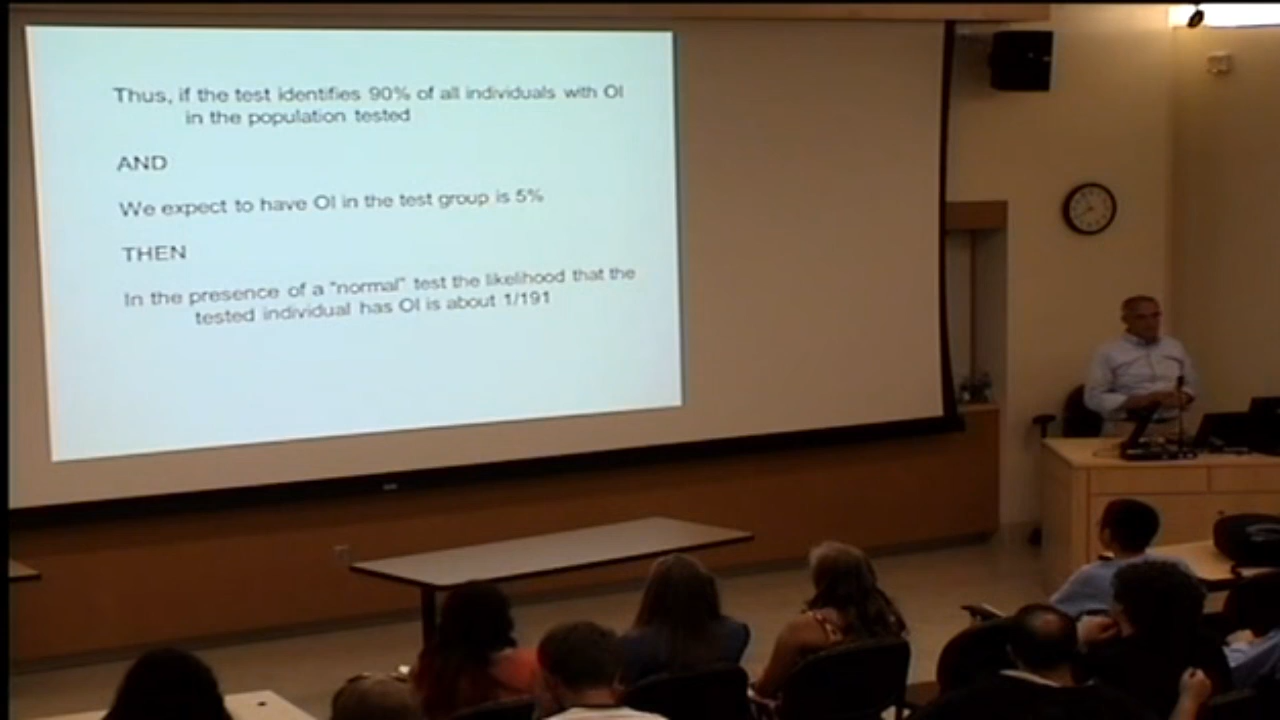 Thus, if the test identifies 90% of all individuals with OI
in the population tested
AND
We expect to have OI in the test group is 5%
THEN
In the presence of a "normal" test the likelihood that the
tested individual has OI is about 1/191